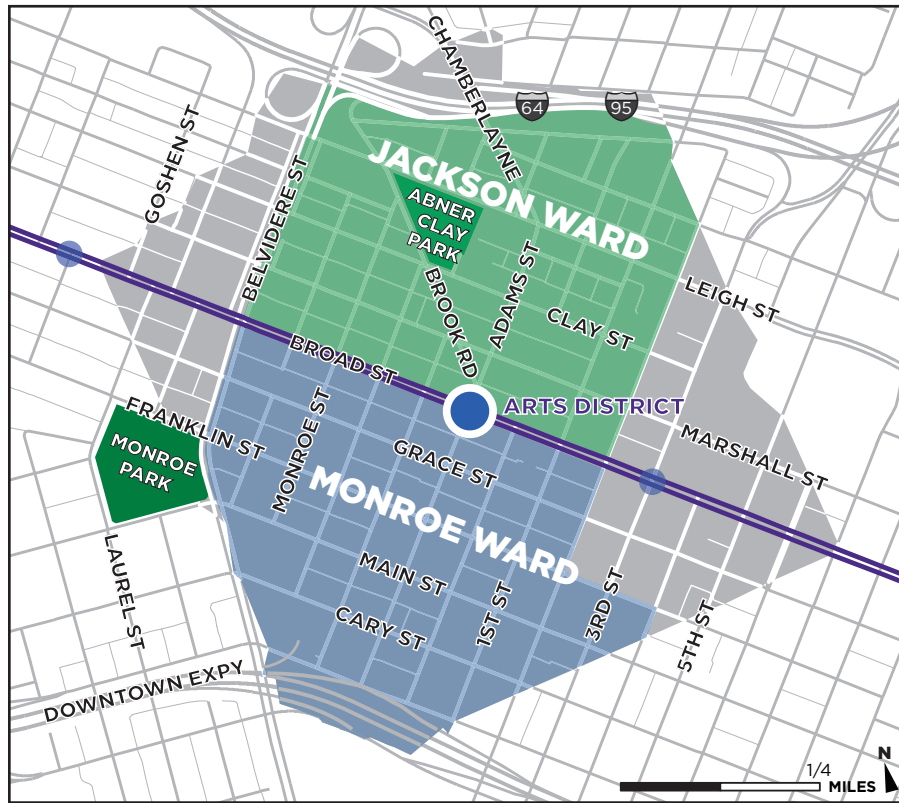 CHAMBERLAYNE
64
95
GOSHEN ST
JACKSON WARD
BELVIDERE ST
ABNER
CLAY
PARK
ADAMS ST
BROOK RD
LEIGH ST
CLAY ST
BROAD ST
ARTS DISTRICT
FRANKLIN ST
MONROE ST
MONROE
PARK
GRACE ST
MARSHALL ST
MONROE WARD
LAUREL ST
MAIN ST
1ST ST
3RD ST
CARY ST
5TH ST
DOWNTOWN EXPY
N
1/4
MILES